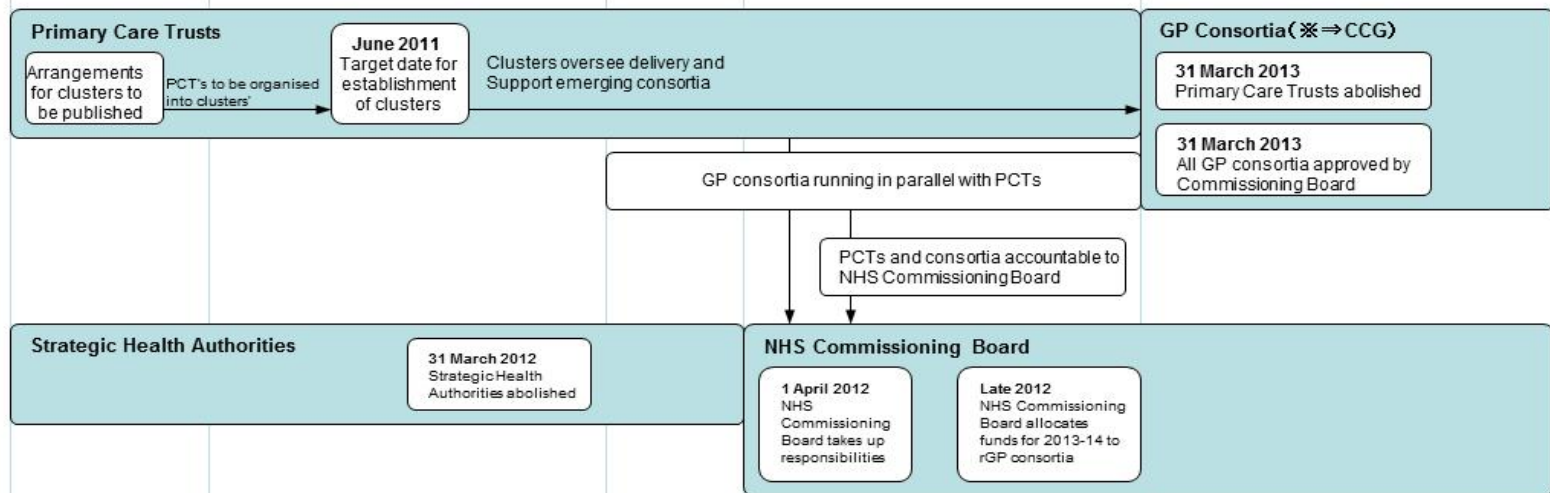 Primary Care Trusts
Arrangements
for clusters to
be published
PCT's to be organised
into clusters'
June 2011
Target date for
establishment
of clusters
Clusters oversee delivery and
Support emerging consortia
GP Consortia(※⇒CCG)
31 March 2013
Primary Care Trusts abolished
31 March 2013
All GP consortia approved by
Commissioning Board
GP consortia running in parallel with PCTs
PCTs and consortia accountable to
NHS Commissioning Board
Strategic Health Authorities
31 March 2012
Strategic Health
Authorities abolished
NHS Commissioning Board
1 April 2012
NHS
Commissioning
Board takes up
responsibilities
Late 2012
NHS Commissioning
Board allocates
funds for 2013-14 to
rGP consortia